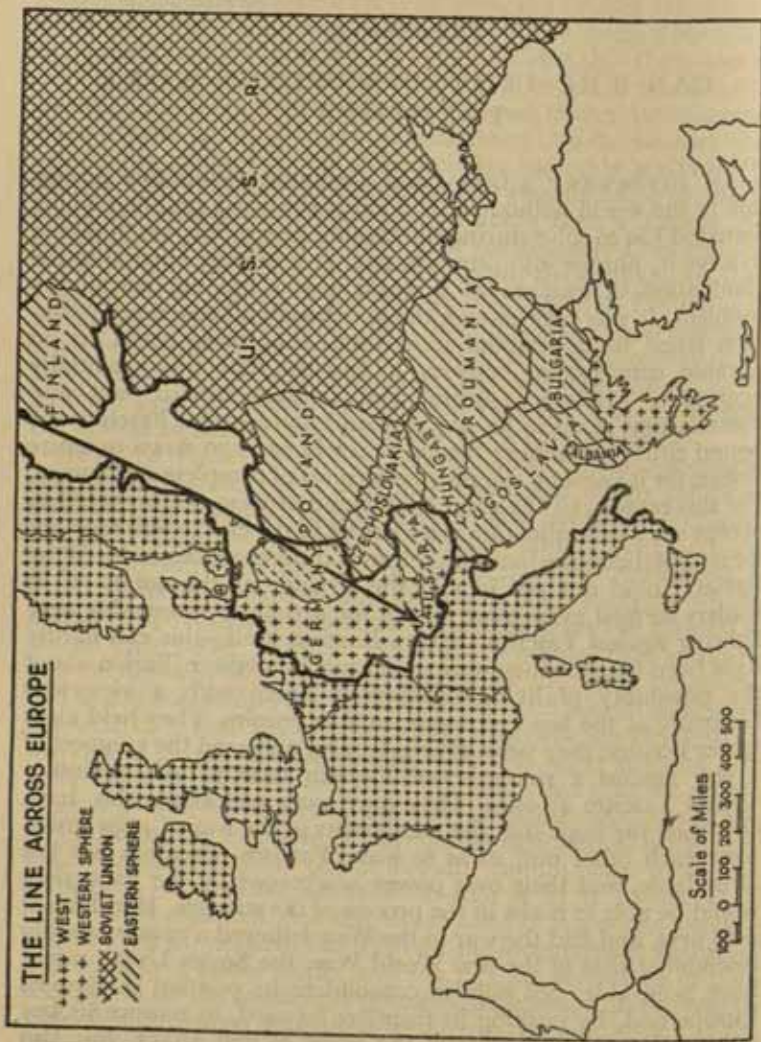 THE LINE ACROSS EUROPE
WEST
WESTERN SPHERE
SOVIET UNION
EASTERN SPHERE
FINLAND
U. S. S. R.
POLAND
GERMANY
CZECHOSLOVAKIA
AUSTRIA
HUNGARY
ROUMANIA
YUGOSLAVIA
BULGARIA
ALBANIA
Scale of Miles
100 0 100 200 300 400 500